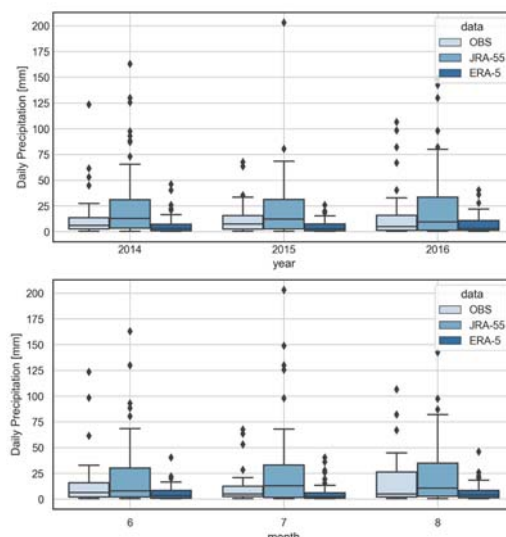 data
OBS
JRA-55
ERA-5
Daily Precipitation [mm]
200
175
150
125
100
75
50
25
0
2014 2015 2016
year
data
OBS
JRA-55
ERA-5
Daily Precipitation [mm]
200
175
150
125
100
75
50
25
0
6 7 8
month